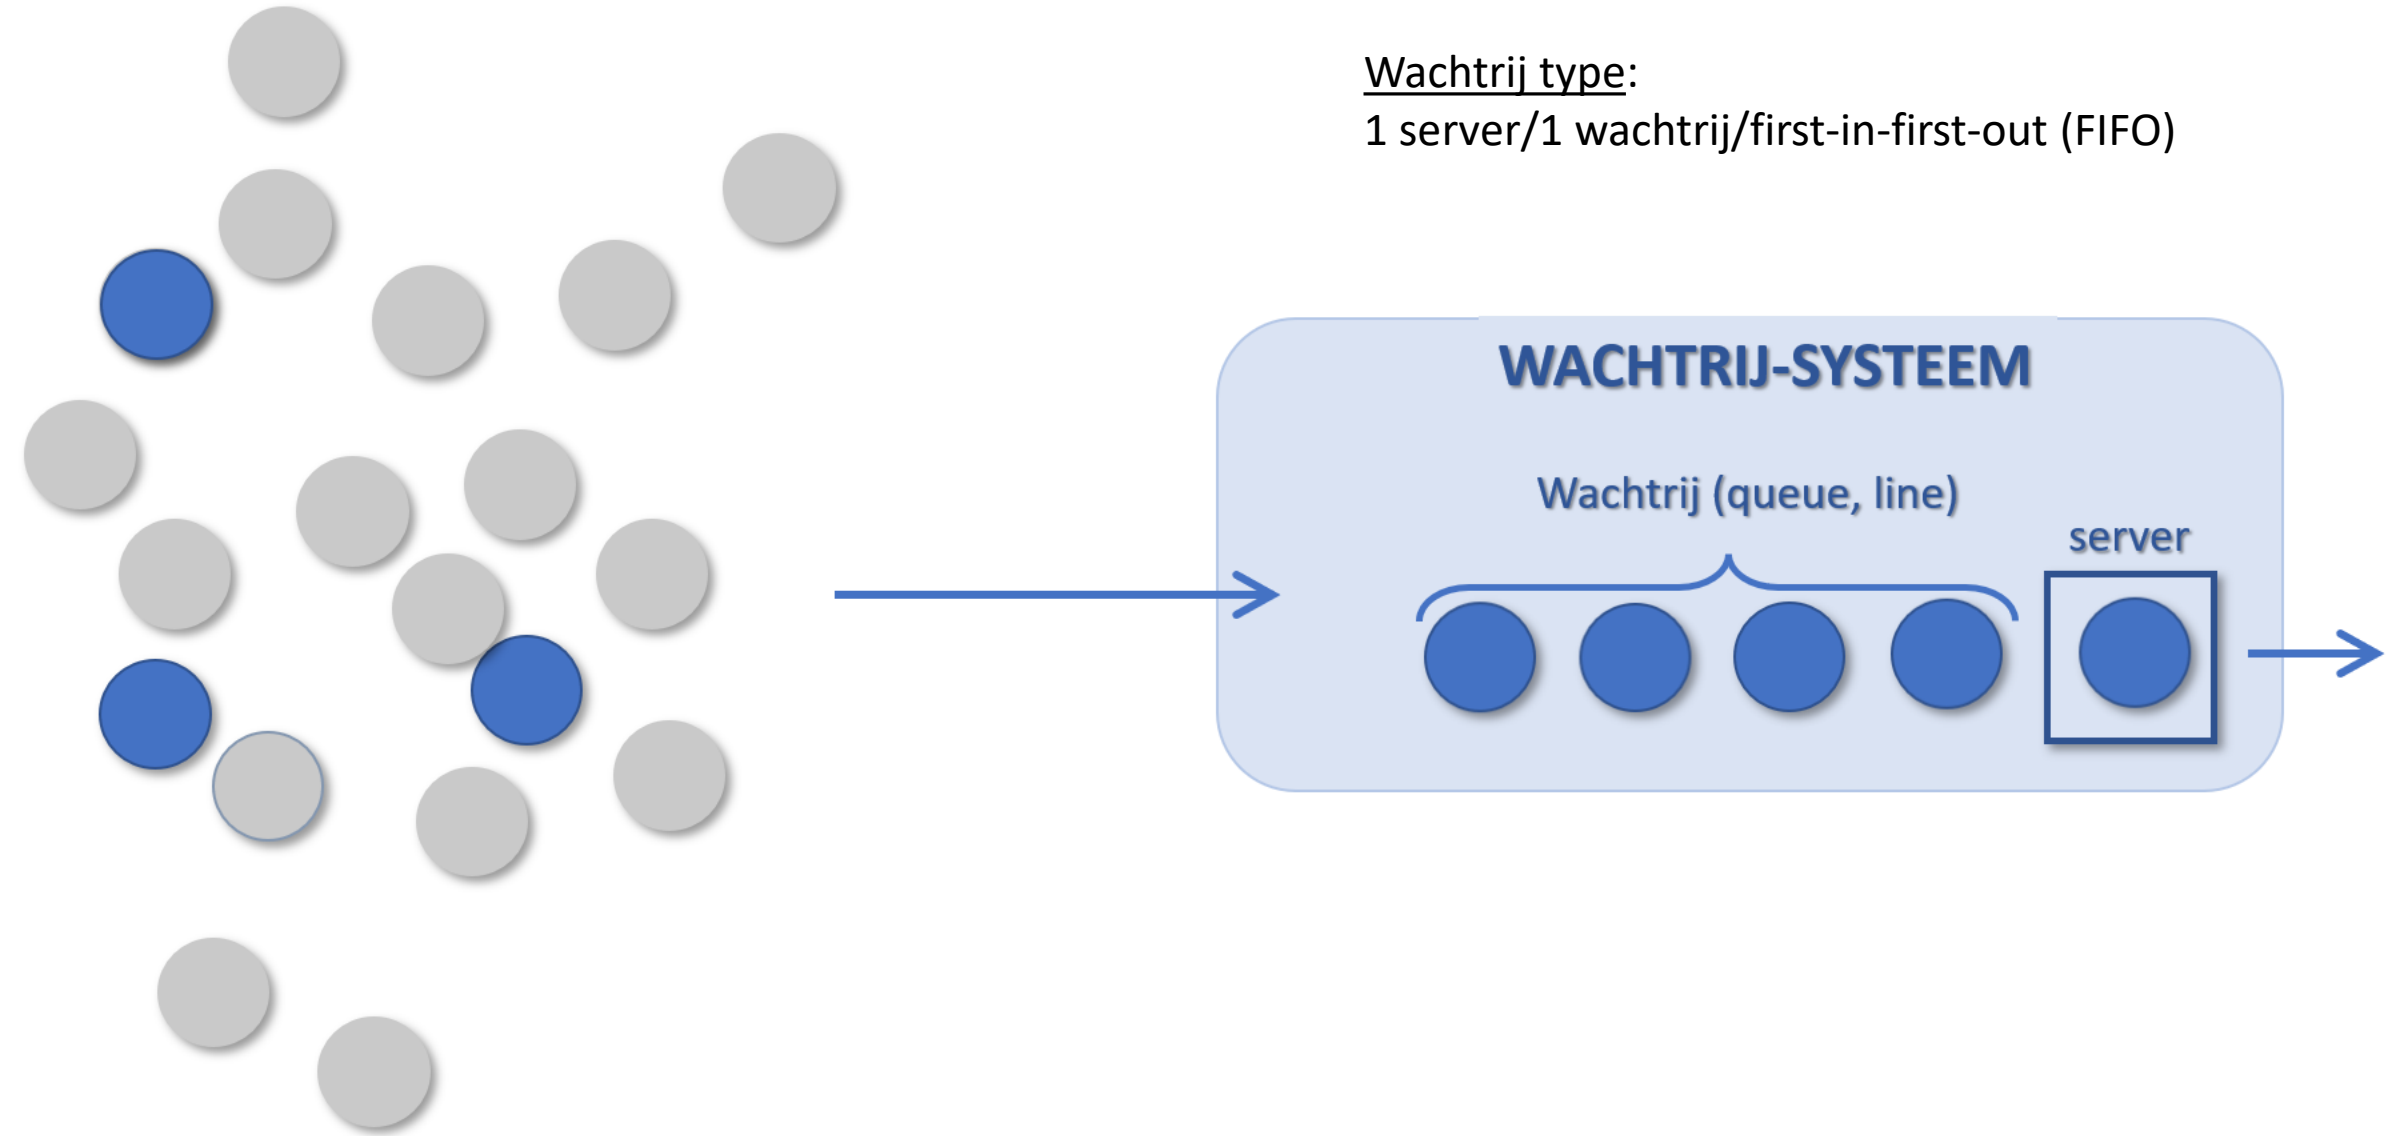 Wachtrij type:
1 server/1 wachtrij/first-in-first-out (FIFO)
WACHTRIJ-SYSTEEM
Wachtrij (queue, line)
server